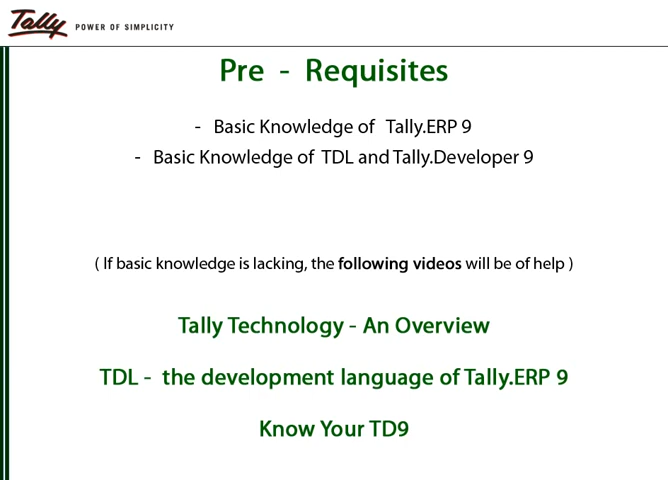 Tally POWER OF SIMPLICITY
Pre - Requisites
- Basic Knowledge of Tally.ERP 9
- Basic Knowledge of TDL and Tally.Developer 9
( If basic knowledge is lacking, the following videos will be of help )
Tally Technology - An Overview
TDL - the development language of Tally.ERP 9
Know Your TD9